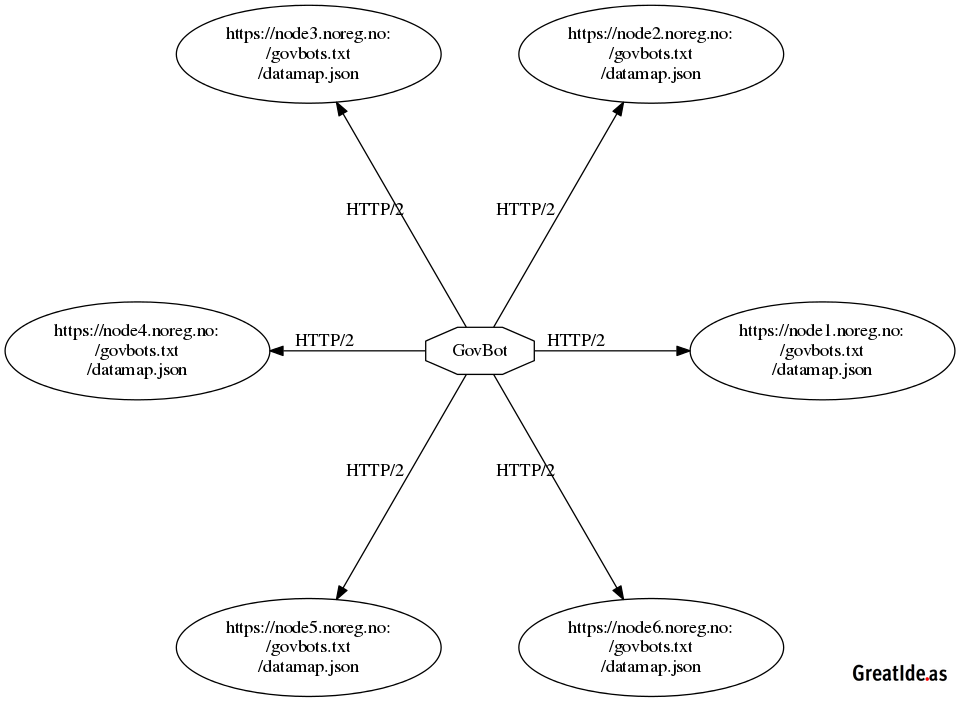 https://node3.noreg.no:
/govbots.txt
/datamap.json
https://node2.noreg.no:
/govbots.txt
/datamap.json
HTTP/2
HTTP/2
https://node4.noreg.no:
/govbots.txt
/datamap.json
HTTP/2
GovBot
HTTP/2
https://node1.noreg.no:
/govbots.txt
/datamap.json
HTTP/2
HTTP/2
https://node5.noreg.no:
/govbots.txt
/datamap.json
https://node6.noreg.no:
/govbots.txt
/datamap.json
GreatIde.as